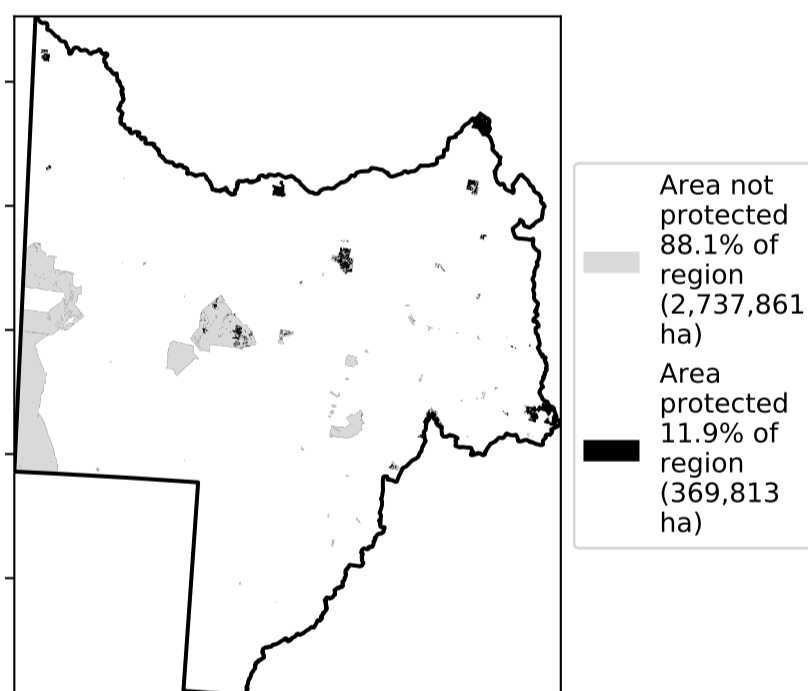 Area not
protected
88.1% of
region
(2,737,861
ha)
Area
protected
11.9% of
region
(369,813
ha)